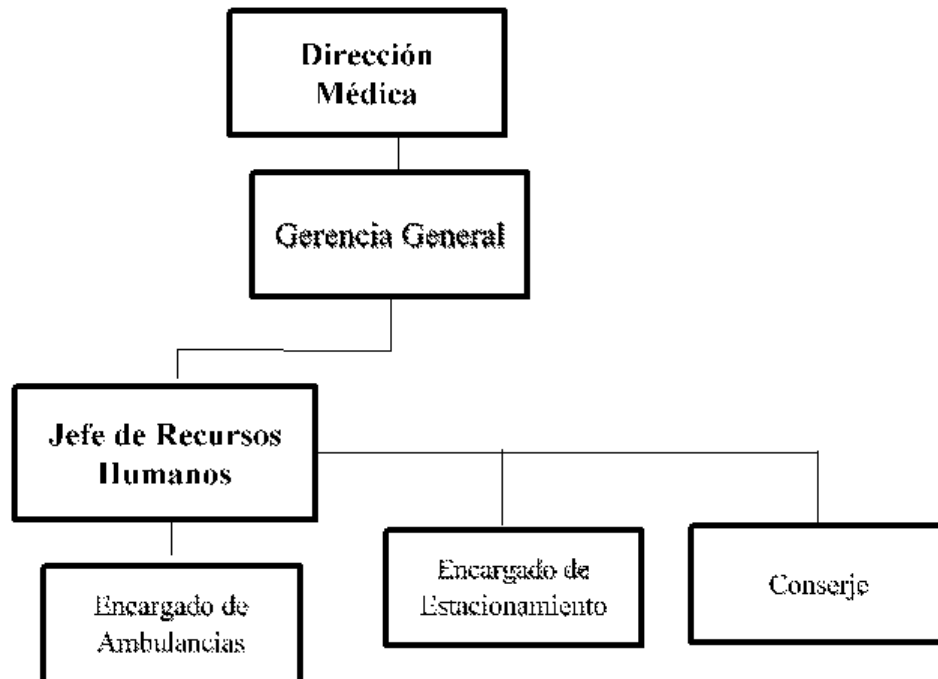 Dirección
Médica
Gerencia General
Jefe de Recursos
Humanos
Encargado de
Ambulancias
Encargado de
Estacionamiento
Conserje